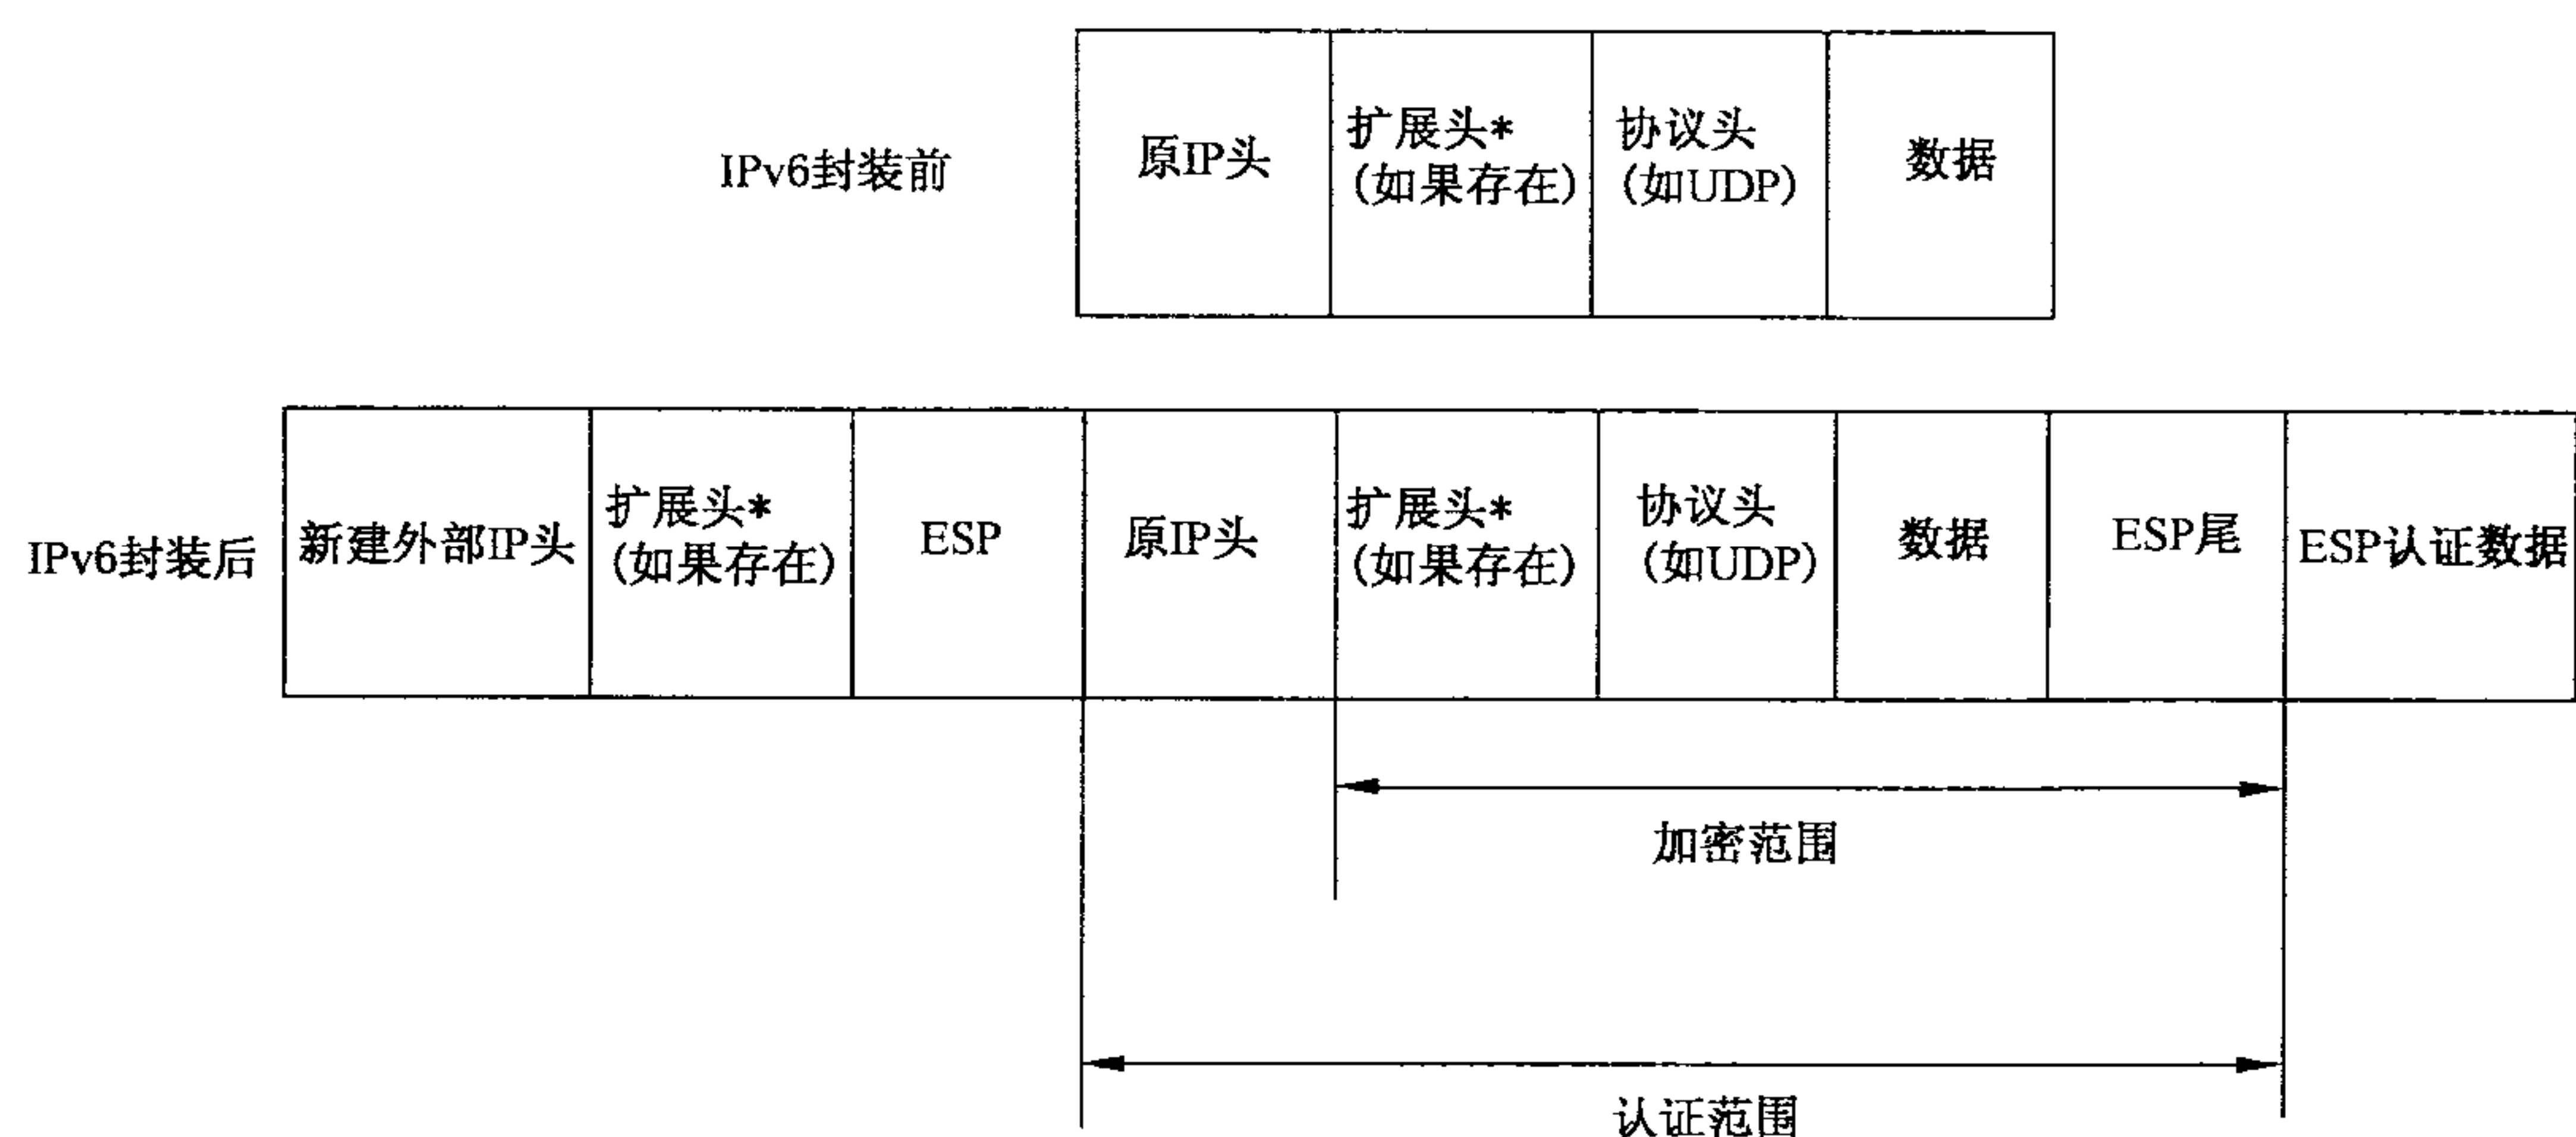 IPv6封装前
原IP头
扩展头*
(如果存在)
协议头
(如UDP)
数据
IPv6封装后
新建外部IP头
扩展头*
(如果存在)
ESP
原IP头
扩展头*
(如果存在)
协议头
(如UDP)
数据
ESP尾
ESP认证数据
加密范围
认证范围